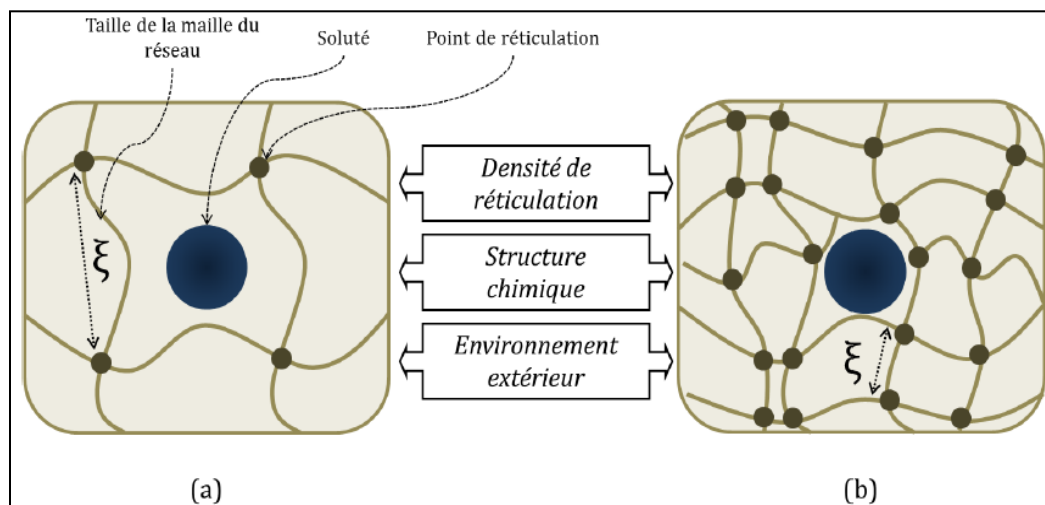 Taille de la maille du
réseau
Soluté
Point de réticulation
Densité de
réticulation
Structure
chimique
Environnement
extérieur
ξ
ξ
(a)
(b)